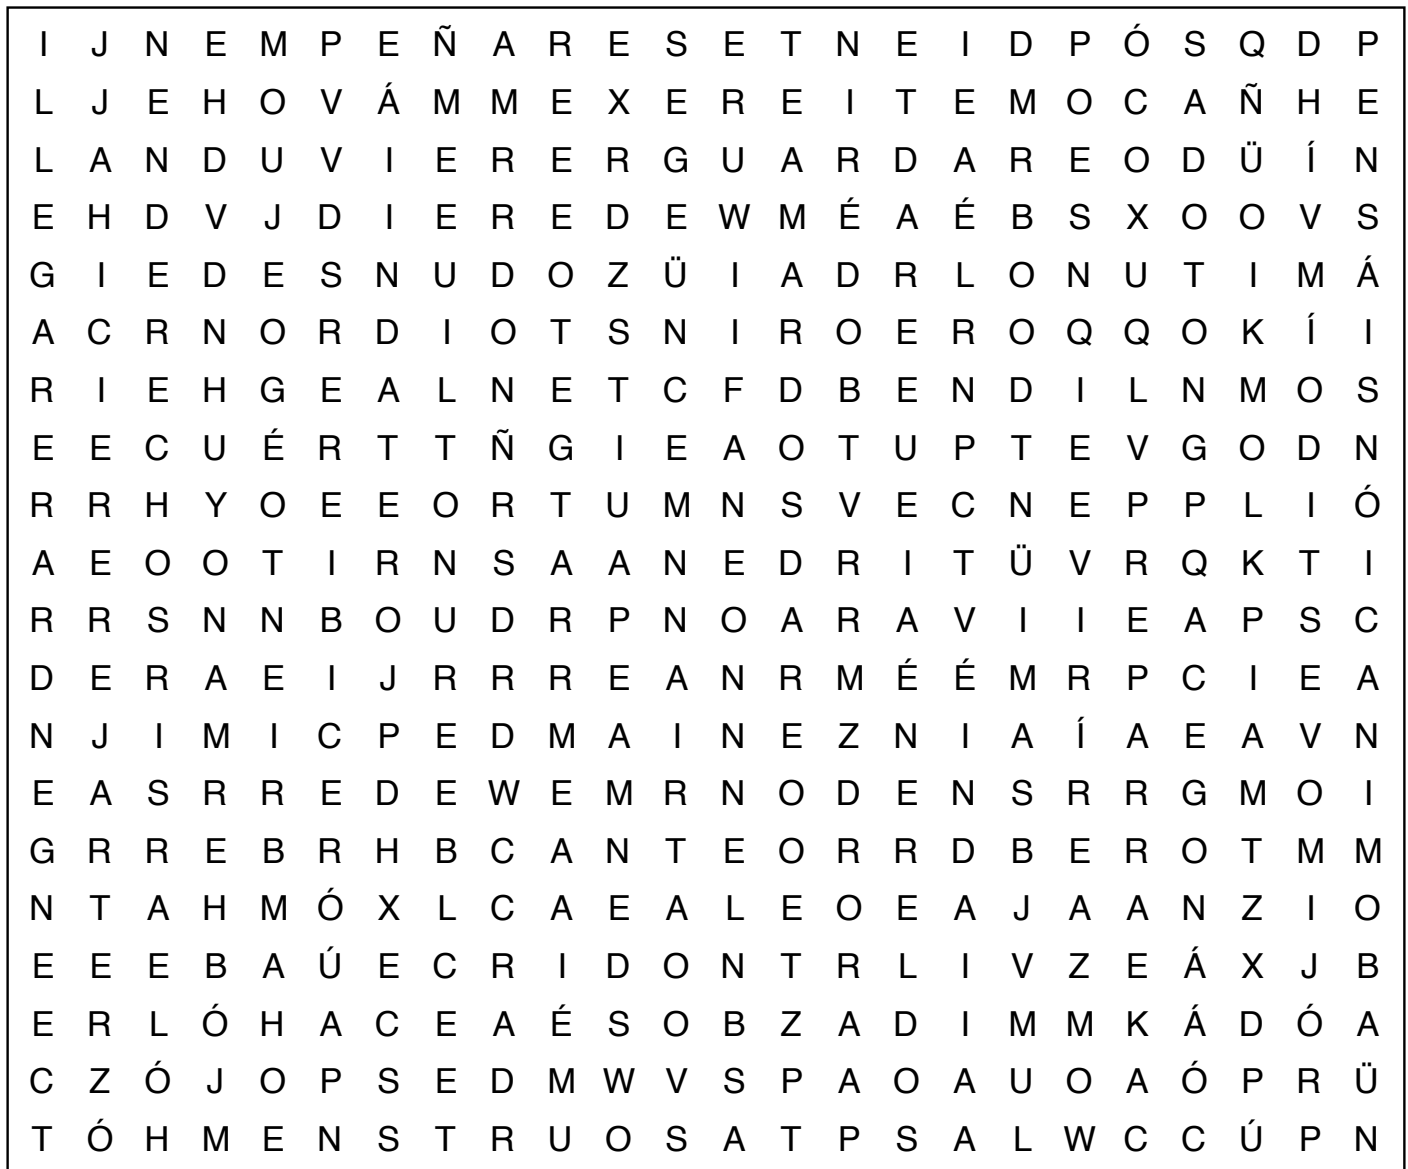 I J N E M P E Ñ A R E S E T N E I D P Ó S Q D P
L J E H O V Á M M E X E R E I T E M O C A Ñ H E
L A N D U V I E R E R G U A R D A R E O D Ü Í N
E H D V J D I E R E D E W M É A É B S X O O V S
G I E D E S N U D O Z Ü I A D R L O N U T I M Á
A C R N O R D I O T S N I R O E R O Q Q O K Í I
R I E H G E A L N E T C F D B E N D I L N M O S
E E C U É R T T Ñ G I E A O T U P T E V G O D N
R R H Y O E E O R T U M N S V E C N E P P L I Ó
A E O O T I R N S A A N E D R I T Ü V R Q K T I
R R S N N B O U D R P N O A R A V I I E A P S C
D E R A E I J R R R E A N R M É É M R P C I E A
N J I M I C P E D M A I N E Z N I A Í A E A V N
E A S R R E D E W E M R N O D E N S R R G M O I
G R R E B R H B C A N T E O R R D B E R O T M M
N T A H M Ó X L C A E A L E O E A J A A N Z I O
E E E B A Ú E C R I D O N T R L I V Z E Á X J B
E R L Ó H A C E A É S O B Z A D I M M K Á D Ó A
C Z Ó J O P S E D M W V S P A O A U O A Ó P R Ü
T Ó H M E N S T R U O S A T P S A L W C C Ú P N